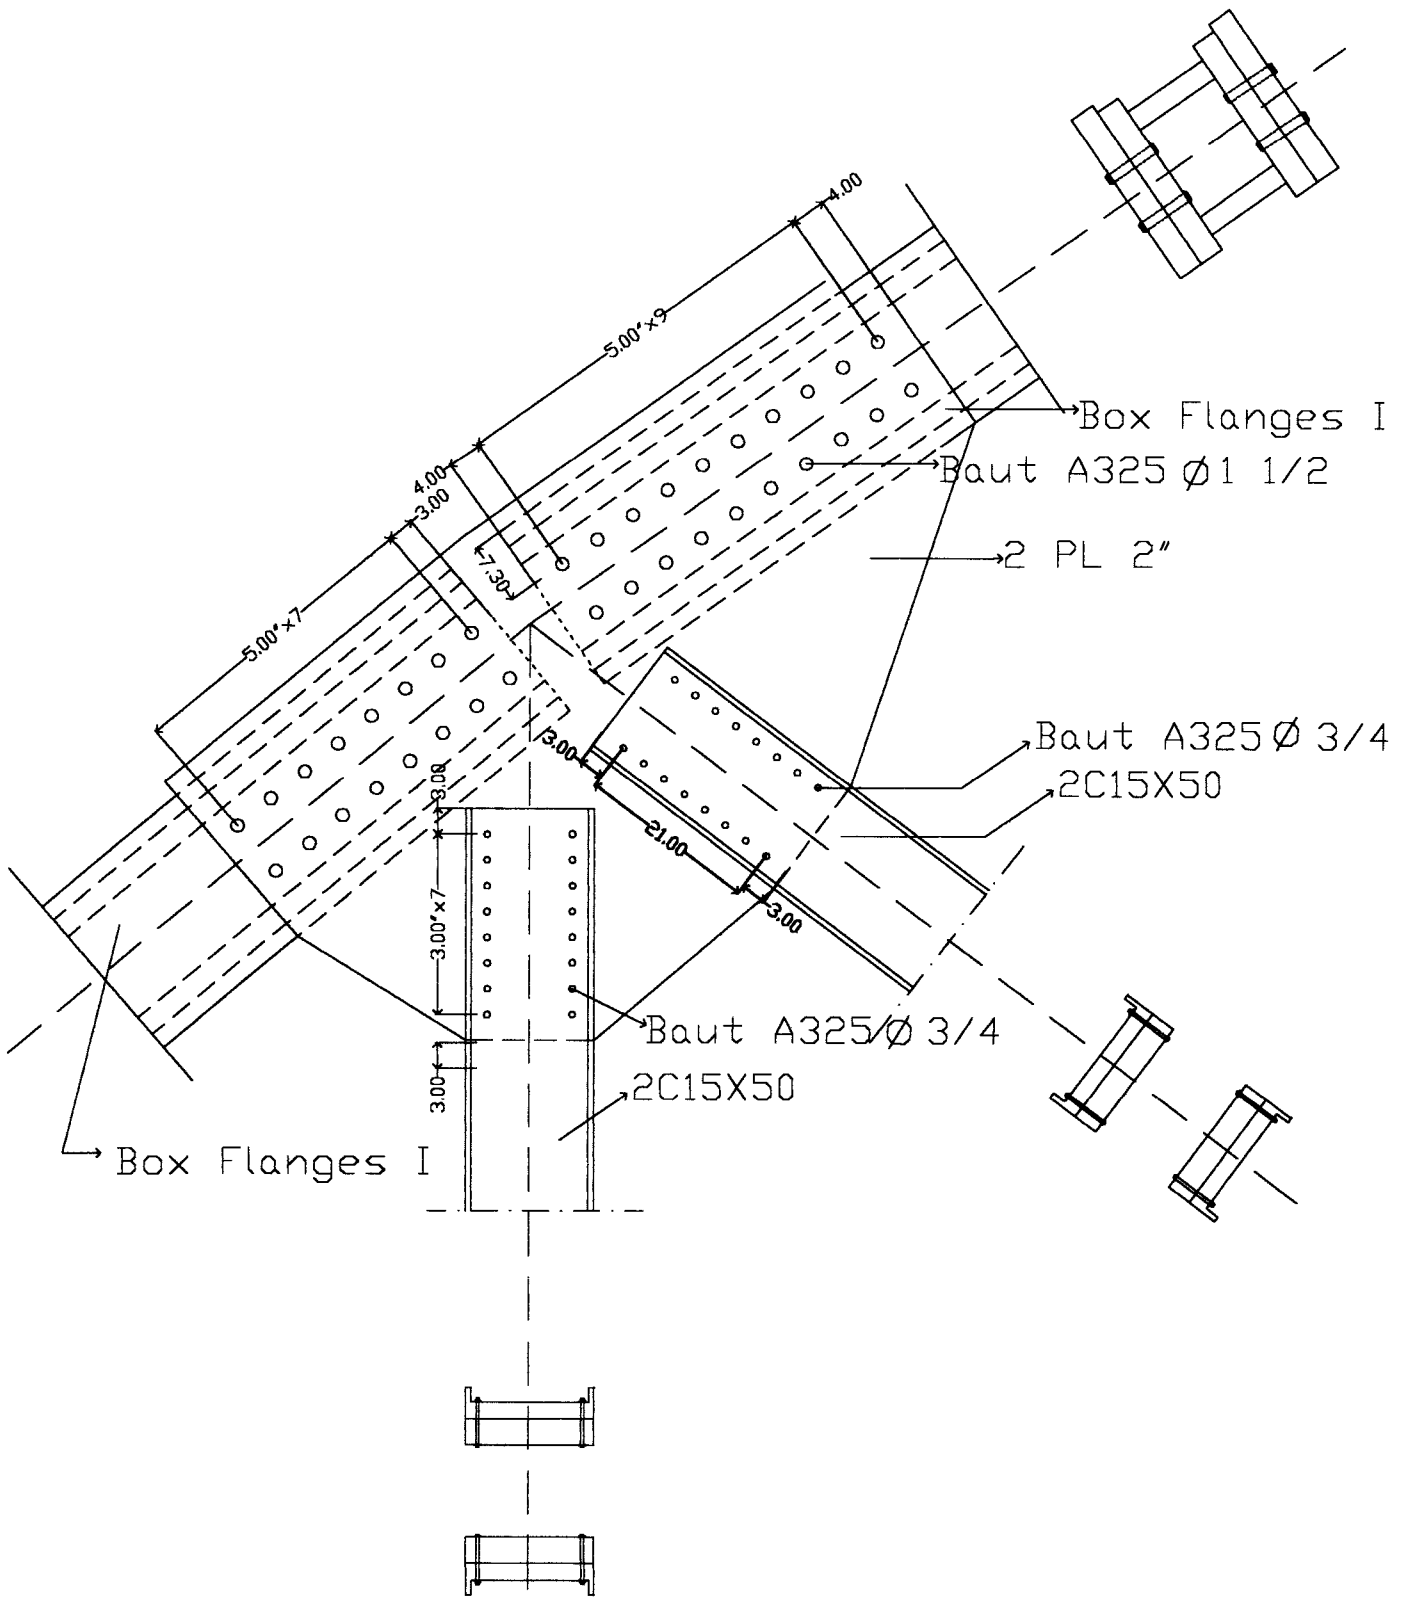 4.00
5.00"x9
Box Flanges I
4.00
3.00
Baut A325 Ø1 1/2
2 PL 2"
7.30
5.00"x7
Baut A325 Ø 3/4
3.00
2C15X50
3.00
21.00
3.00
3.00"x7
Baut A325 Ø 3/4
3.00
2C15X50
Box Flanges I